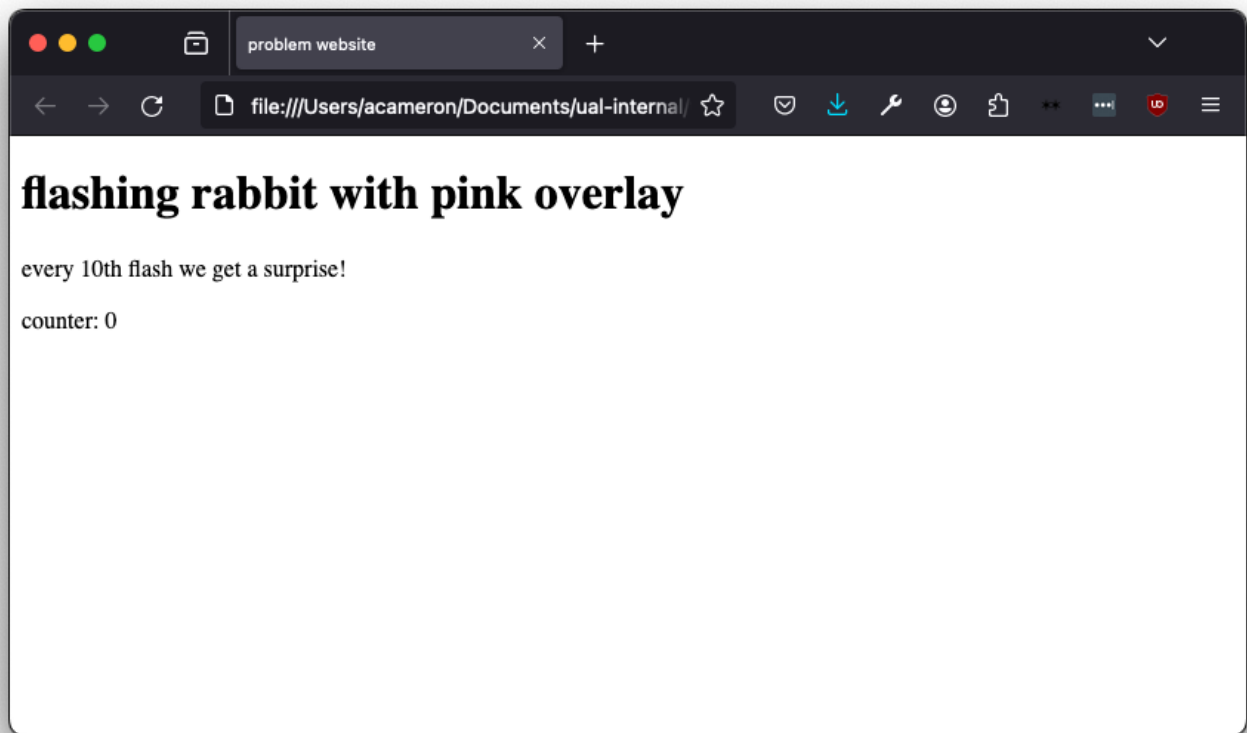 problem website
file:///Users/acameron/Documents/ual-internal/
flashing rabbit with pink overlay
every 10th flash we get a surprise!
counter: 0